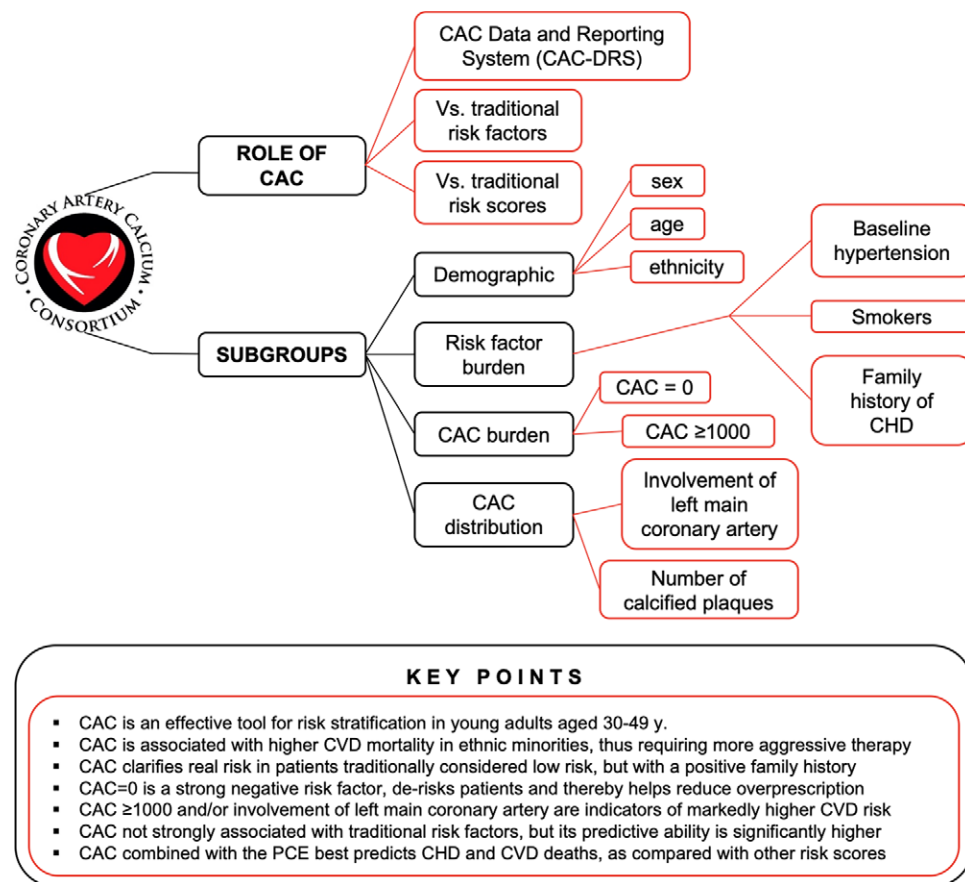 CORONARY ARTERY CALCIUM
• CONSORTIUM •
ROLE OF
CAC
CAC Data and Reporting
System (CAC-DRS)
Vs. traditional
risk factors
Vs. traditional
risk scores
SUBGROUPS
Demographic
sex
age
ethnicity
Risk factor
burden
Baseline
hypertension
Smokers
Family
history of
CHD
CAC burden
CAC = 0
CAC ≥1000
CAC
distribution
Involvement of
left main
coronary artery
Number of
calcified plaques
KEY POINTS
▪ CAC is an effective tool for risk stratification in young adults aged 30-49 y.
▪ CAC is associated with higher CVD mortality in ethnic minorities, thus requiring more aggressive therapy
▪ CAC clarifies real risk in patients traditionally considered low risk, but with a positive family history
▪ CAC=0 is a strong negative risk factor, de-risks patients and thereby helps reduce overprescription
▪ CAC ≥1000 and/or involvement of left main coronary artery are indicators of markedly higher CVD risk
▪ CAC not strongly associated with traditional risk factors, but its predictive ability is significantly higher
▪ CAC combined with the PCE best predicts CHD and CVD deaths, as compared with other risk scores